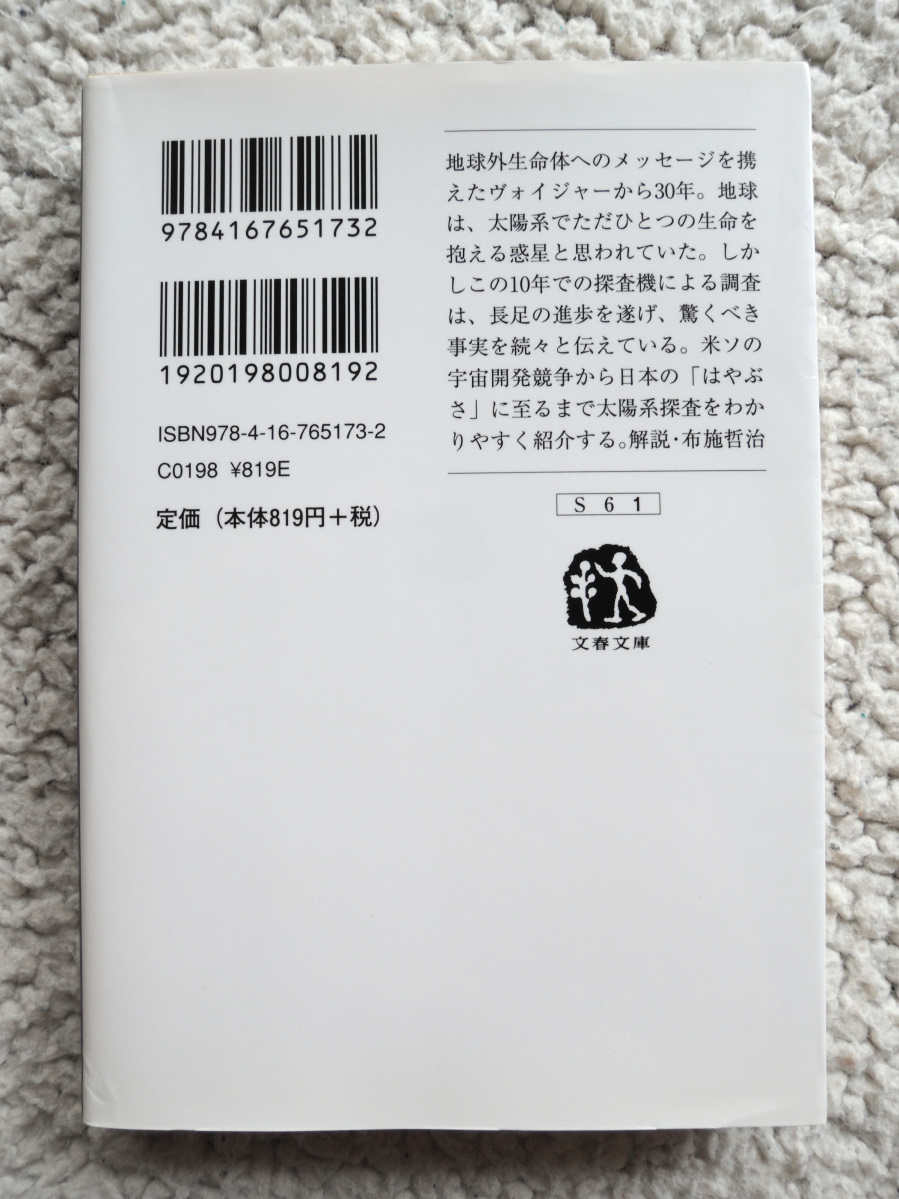 9784167651732
1920198008192
ISBN978-4-16-765173-2
C0198 ¥819E
定価（本体819円＋税）
地球外生命体へのメッセージを携
えたヴォイジャーから30年。地球
は、太陽系でただひとつの生命を
抱える惑星と思われていた。しか
しこの10年での探査機による調査
は、長足の進歩を遂げ、驚くべき
事実を続々と伝えている。米ソの
宇宙開発競争から日本の「はやぶ
さ」に至るまで太陽系探査をわか
りやすく紹介する。解説・布施哲治
S 6 1
文春文庫